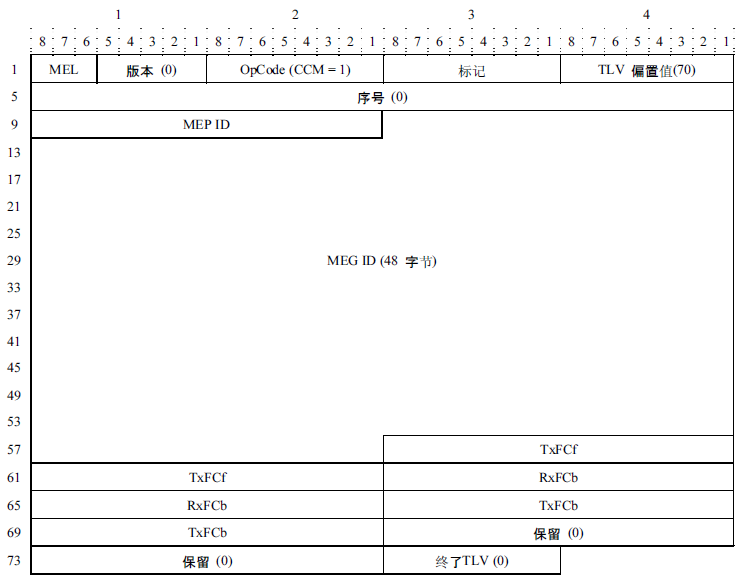 1 2 3 4
8 7 6 5 4 3 2 1 8 7 6 5 4 3 2 1 8 7 6 5 4 3 2 1 8 7 6 5 4 3 2 1
1 MEL 版本 (0) OpCode (CCM = 1) 标记 TLV 偏置值(70)
5 序号 (0)
9 MEP ID
13
17
21
25
29 MEG ID (48 字节)
33
37
41
45
49
53
57 TxFCf
61 TxFCf RxFCb
65 RxFCb TxFCb
69 TxFCb 保留 (0)
73 保留 (0) 终了TLV (0)